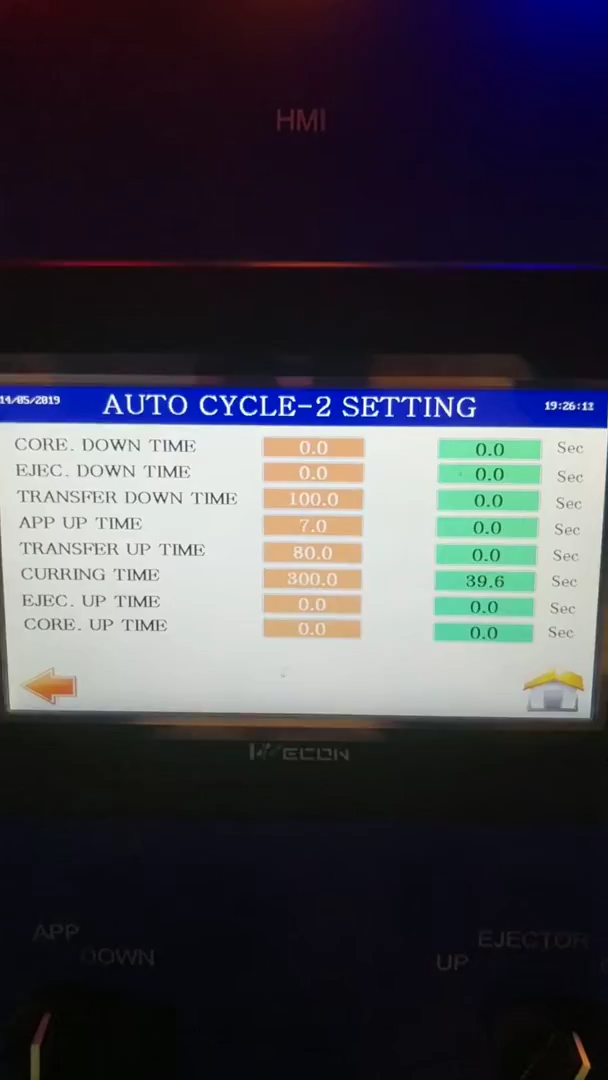 HMI
14/05/2019 AUTO CYCLE-2 SETTING 19:26:12
CORE. DOWN TIME 0.0 0.0 Sec
EJEC. DOWN TIME 0.0 0.0 Sec
TRANSFER DOWN TIME 100.0 0.0 Sec
APP UP TIME 7.0 0.0 Sec
TRANSFER UP TIME 80.0 0.0 Sec
CURRING TIME 300.0 39.6 Sec
EJEC. UP TIME 0.0 0.0 Sec
CORE. UP TIME 0.0 0.0 Sec
WECON
APP
DOWN
EJECTOR
UP